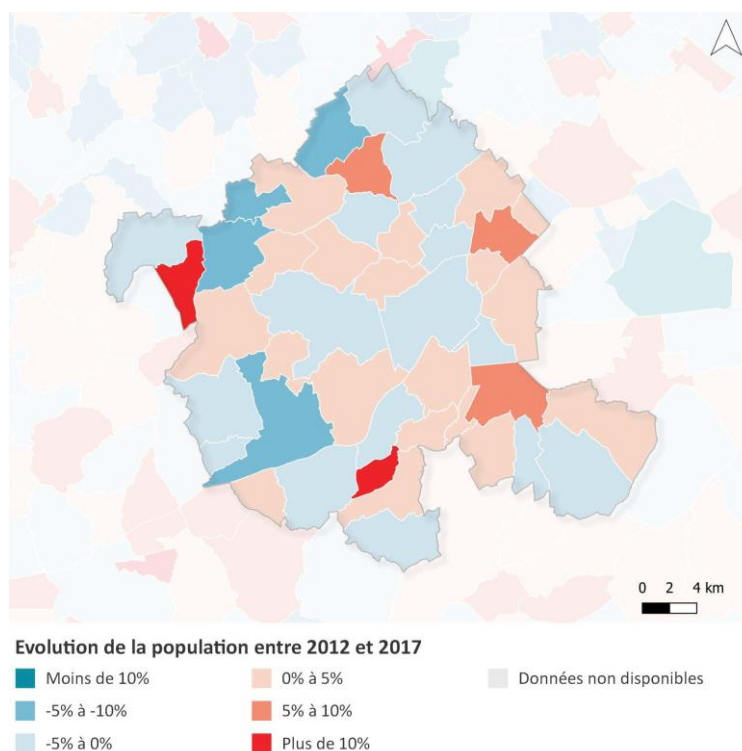 0 2 4 km
Evolution de la population entre 2012 et 2017
Moins de 10% 0% à 5% Données non disponibles
-5% à -10% 5% à 10%
-5% à 0% Plus de 10%